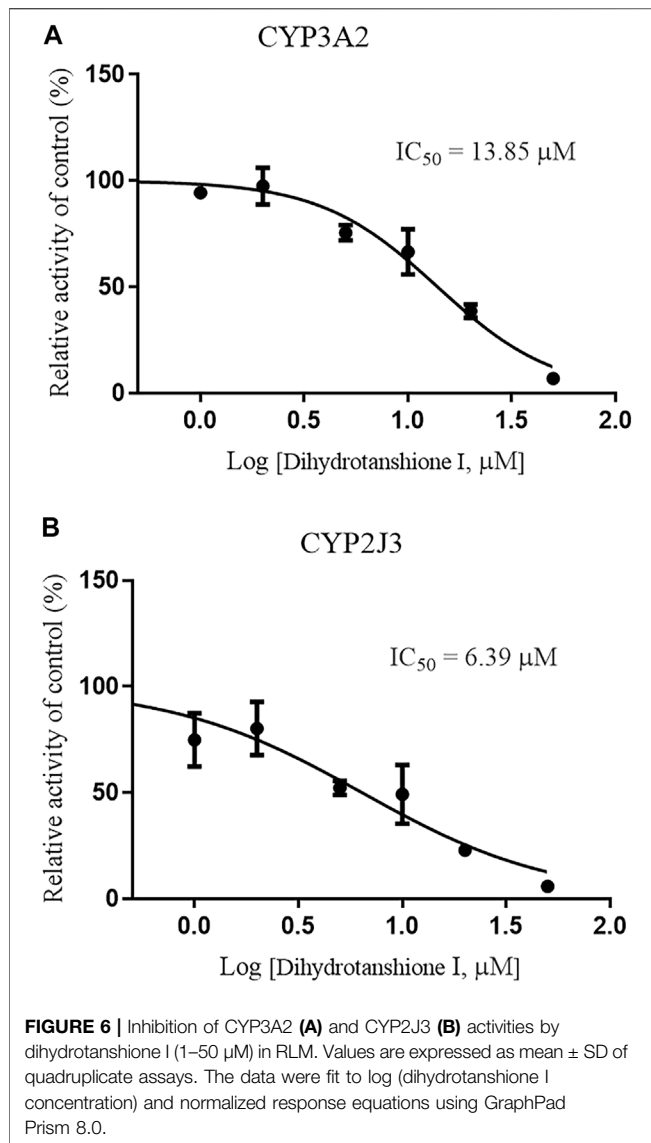 A
CYP3A2
Relative activity of control (%)
150
100
50
0
IC₅₀ = 13.85 μM
0.0 0.5 1.0 1.5 2.0
Log [Dihydrotanshione I, μM]
B
CYP2J3
Relative activity of control (%)
150
100
50
0
IC₅₀ = 6.39 μM
0.0 0.5 1.0 1.5 2.0
Log [Dihydrotanshione I, μM]
FIGURE 6 | Inhibition of CYP3A2 (A) and CYP2J3 (B) activities by
dihydrotanshione I (1–50 μM) in RLM. Values are expressed as mean ± SD of
quadruplicate assays. The data were fit to log (dihydrotanshione I
concentration) and normalized response equations using GraphPad
Prism 8.0.